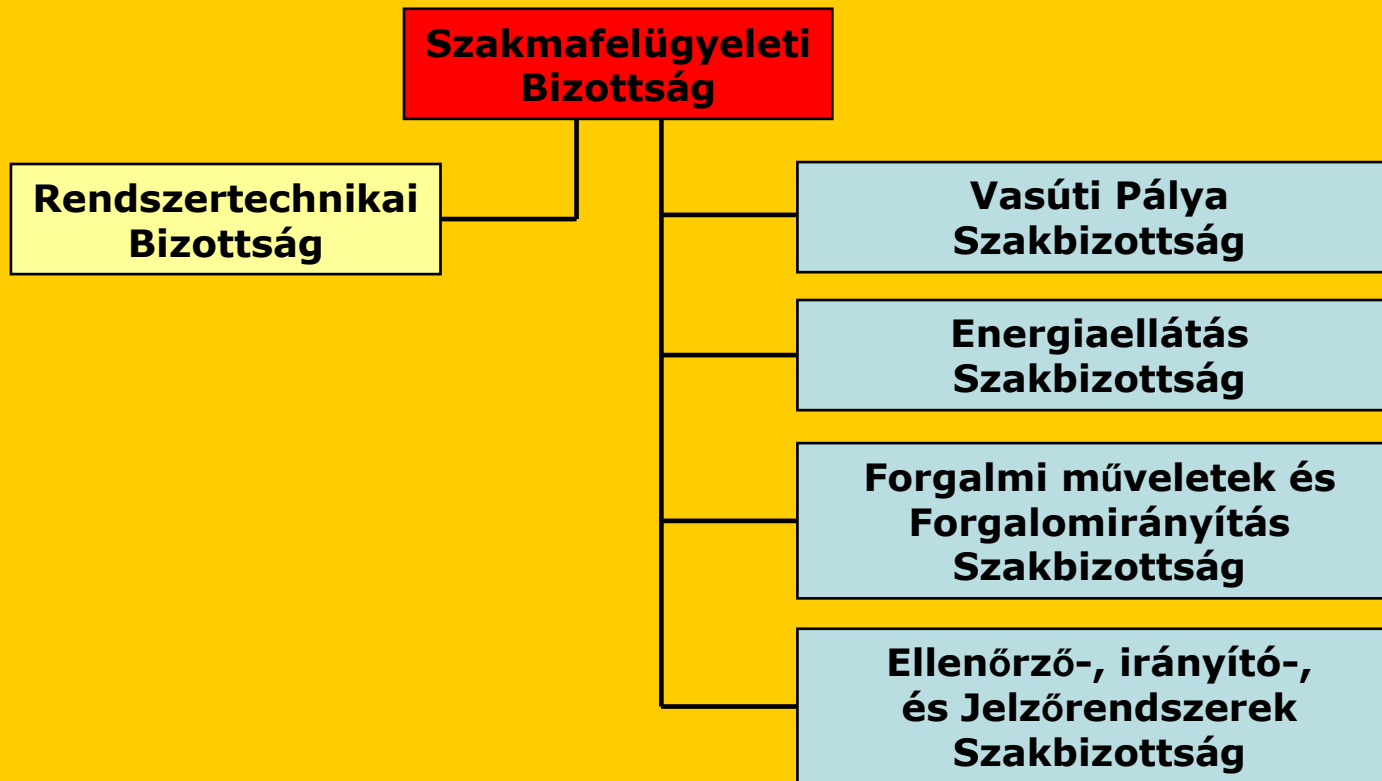 Szakmafelügyeleti
Bizottság
Rendszertechnikai
Bizottság
Vasúti Pálya
Szakbizottság
Energiaellátás
Szakbizottság
Forgalmi műveletek és
Forgalomirányítás
Szakbizottság
Ellenőrző-, irányító-,
és Jelzőrendszerek
Szakbizottság